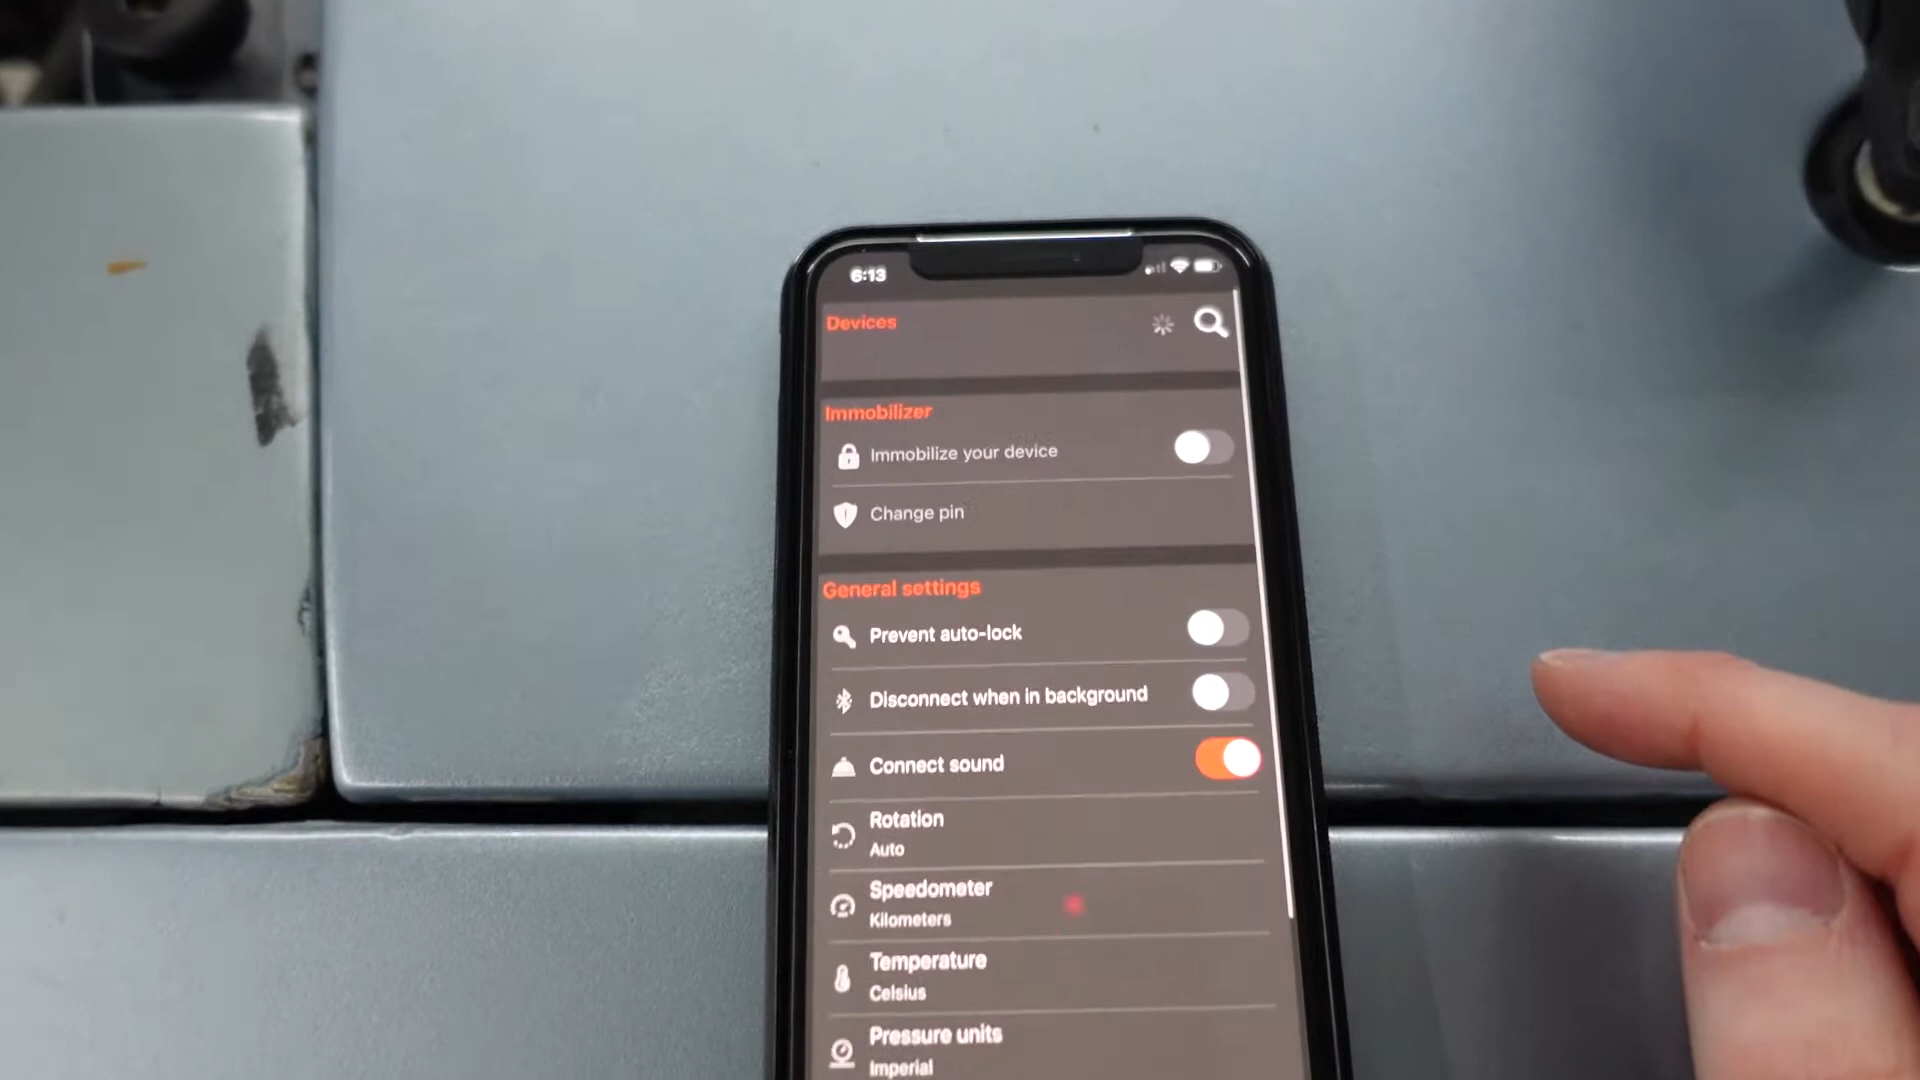 6:13
Devices
Immobilizer
Immobilize your device
Change pin
General settings
Prevent auto-lock
Disconnect when in background
Connect sound
Rotation
Auto
Speedometer
Kilometers
Temperature
Celsius
Pressure units
Imperial